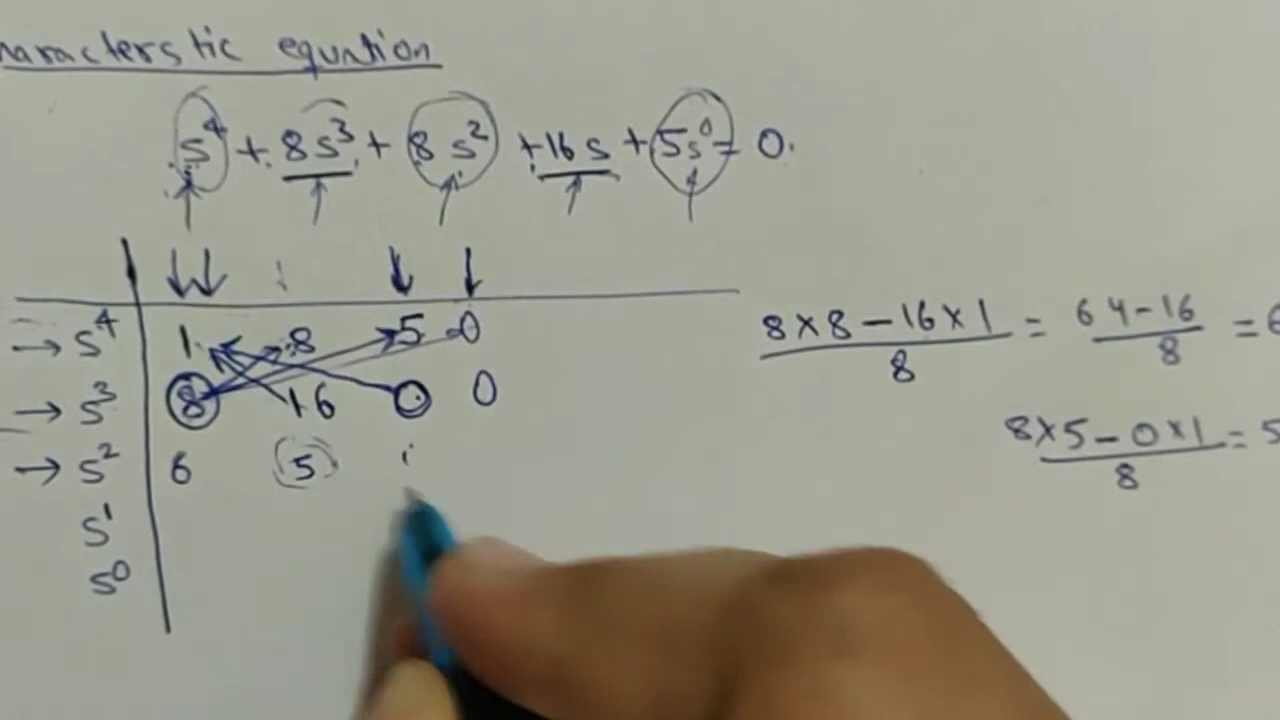 haracterstic equation
s⁴ + 8s³ + 8s² + 16s + 5s⁰ = 0.
s⁴ 1 8 5 0
s³ 8 16 0 0
s² 6 5
s¹
s⁰
8×8 – 16×1 / 8 = 64 – 16 / 8 = 6
8×5 – 0×1 / 8 = 5